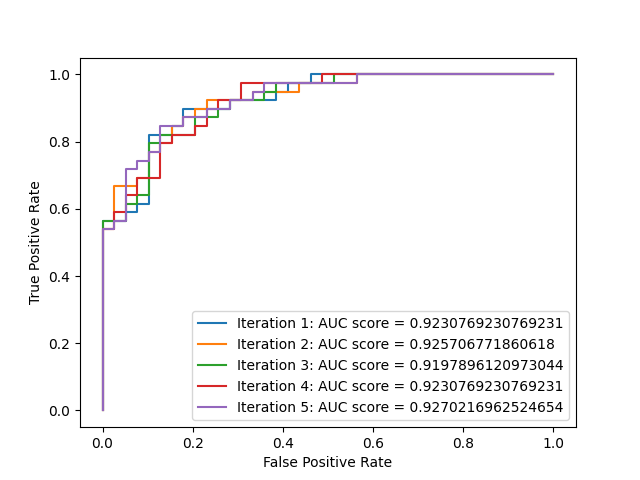 1.0
0.8
0.6
0.4
0.2
0.0
True Positive Rate
Iteration 1: AUC score = 0.9230769230769231
Iteration 2: AUC score = 0.925706771860618
Iteration 3: AUC score = 0.9197896120973044
Iteration 4: AUC score = 0.9230769230769231
Iteration 5: AUC score = 0.9270216962524654
0.0 0.2 0.4 0.6 0.8 1.0
False Positive Rate